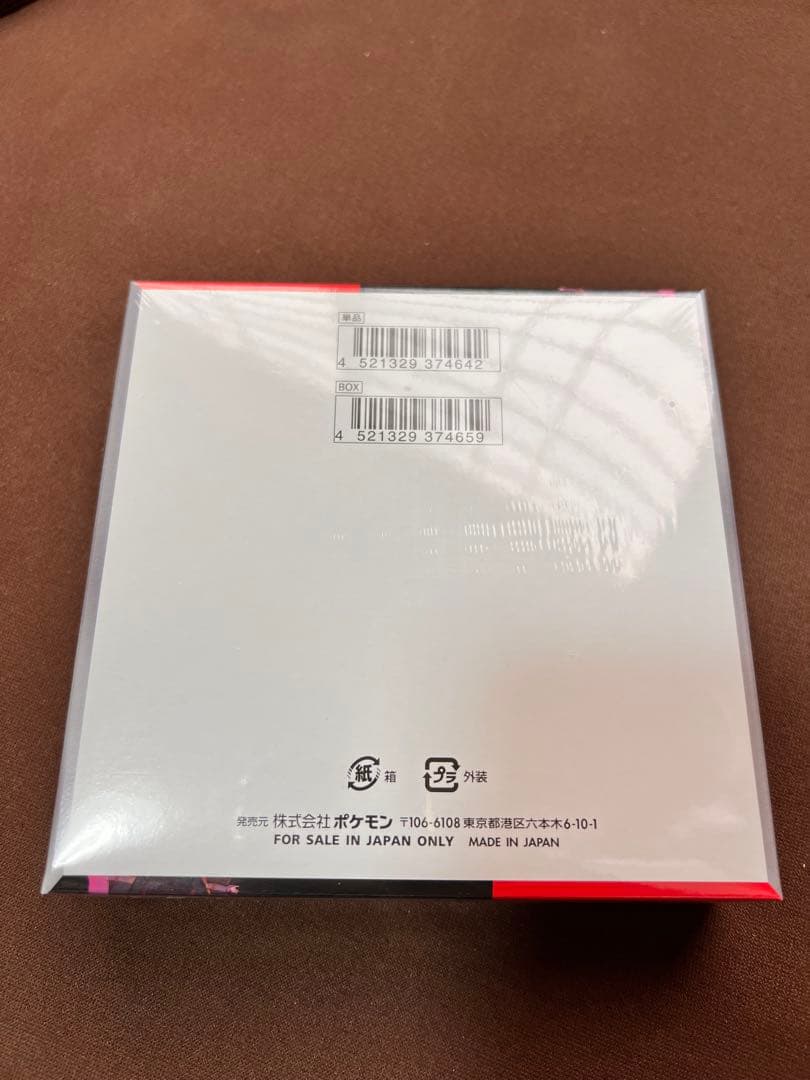 単品
4 521329 374642
BOX
4 521329 374659
紙 箱 プラ 外装
発売元 株式会社 ポケモン 〒106-6108 東京都港区六本木6-10-1
FOR SALE IN JAPAN ONLY MADE IN JAPAN